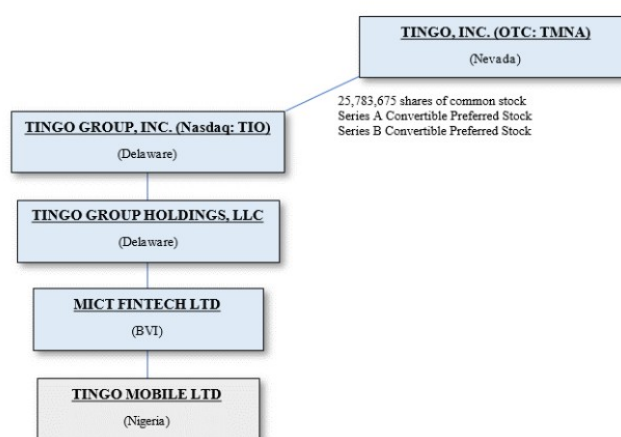 TINGO, INC. (OTC: TMNA)
(Nevada)
25,783,675 shares of common stock
Series A Convertible Preferred Stock
Series B Convertible Preferred Stock
TINGO GROUP, INC. (Nasdaq: TIO)
(Delaware)
TINGO GROUP HOLDINGS, LLC
(Delaware)
MICT FINTECH LTD
(BVI)
TINGO MOBILE LTD
(Nigeria)